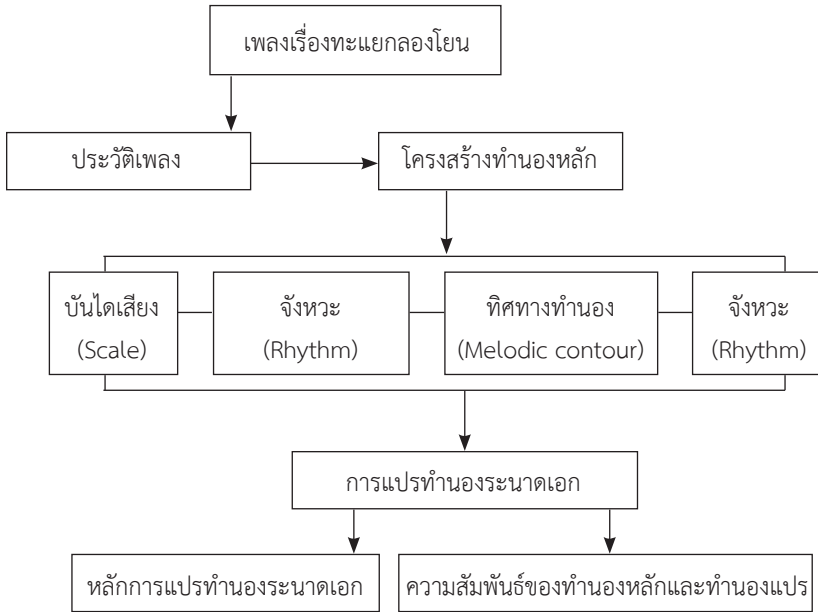 เพลงเรื่องทะแยกลองโยน
ประวัติเพลง
โครงสร้างทำนองหลัก
บันไดเสียง
(Scale)
จังหวะ
(Rhythm)
ทิศทางทำนอง
(Melodic contour)
จังหวะ
(Rhythm)
การแปรทำนองระนาดเอก
หลักการแปรทำนองระนาดเอก
ความสัมพันธ์ของทำนองหลักและทำนองแปร